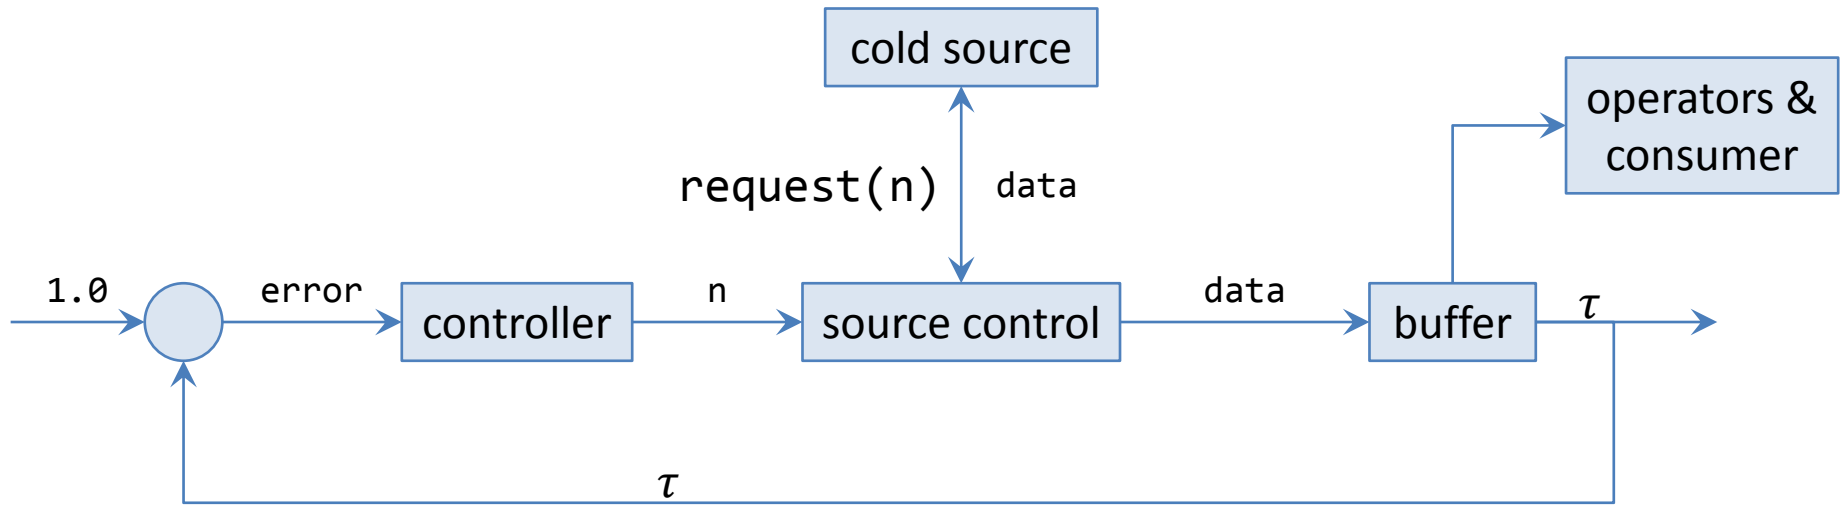 cold source
operators &
consumer
request(n)
data
1.0
error
controller
n
source control
data
buffer
τ
τ